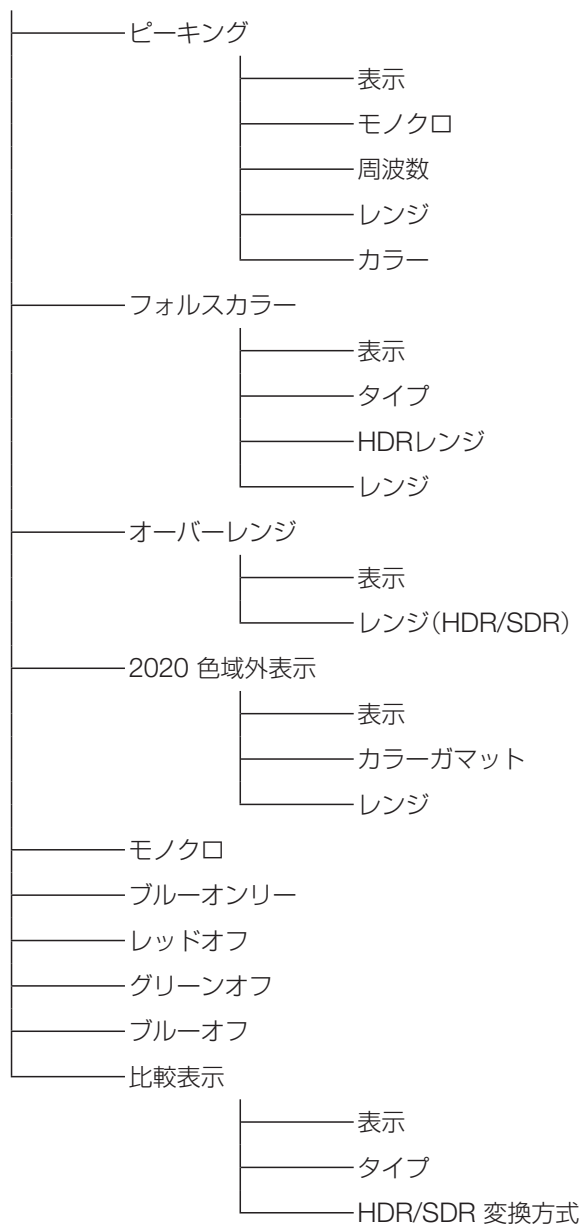 ピーキング
表示
モノクロ
周波数
レンジ
カラー
フォルスカラー
表示
タイプ
HDRレンジ
レンジ
オーバーレンジ
表示
レンジ(HDR/SDR)
2020 色域外表示
表示
カラーガマット
レンジ
モノクロ
ブルーオンリー
レッドオフ
グリーンオフ
ブルーオフ
比較表示
表示
タイプ
HDR/SDR 変換方式